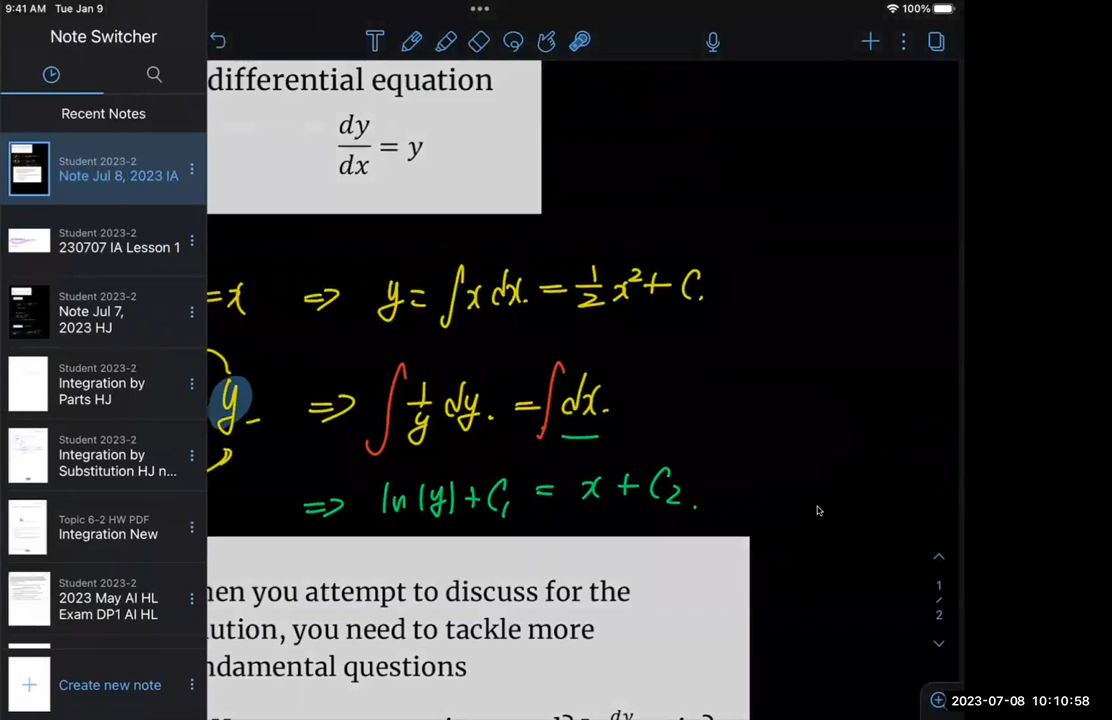 9:41 AM Tue Jan 9
100%
Note Switcher
Recent Notes
Student 2023-2
Note Jul 8, 2023 IA
230707 IA Lesson 1
Student 2023-2
Note Jul 7,
2023 HJ
Student 2023-2
Integration by
Parts HJ
Student 2023-2
Integration by
Substitution HJ n...
Topic 6-2 HW PDF
Integration New
Student 2023-2
2023 May AI HL
Exam DP1 AI HL
Create new note
differential equation
dy/dx = y
=x ⇒ y = ∫x dx. = 1/2 x² + C.
y ⇒ ∫ 1/y dy. = ∫ dx.
⇒ ln|y| + C₁ = x + C₂.
hen you attempt to discuss for the
ution, you need to tackle more
ndamental questions
1
/
2
2023-07-08 10:10:58